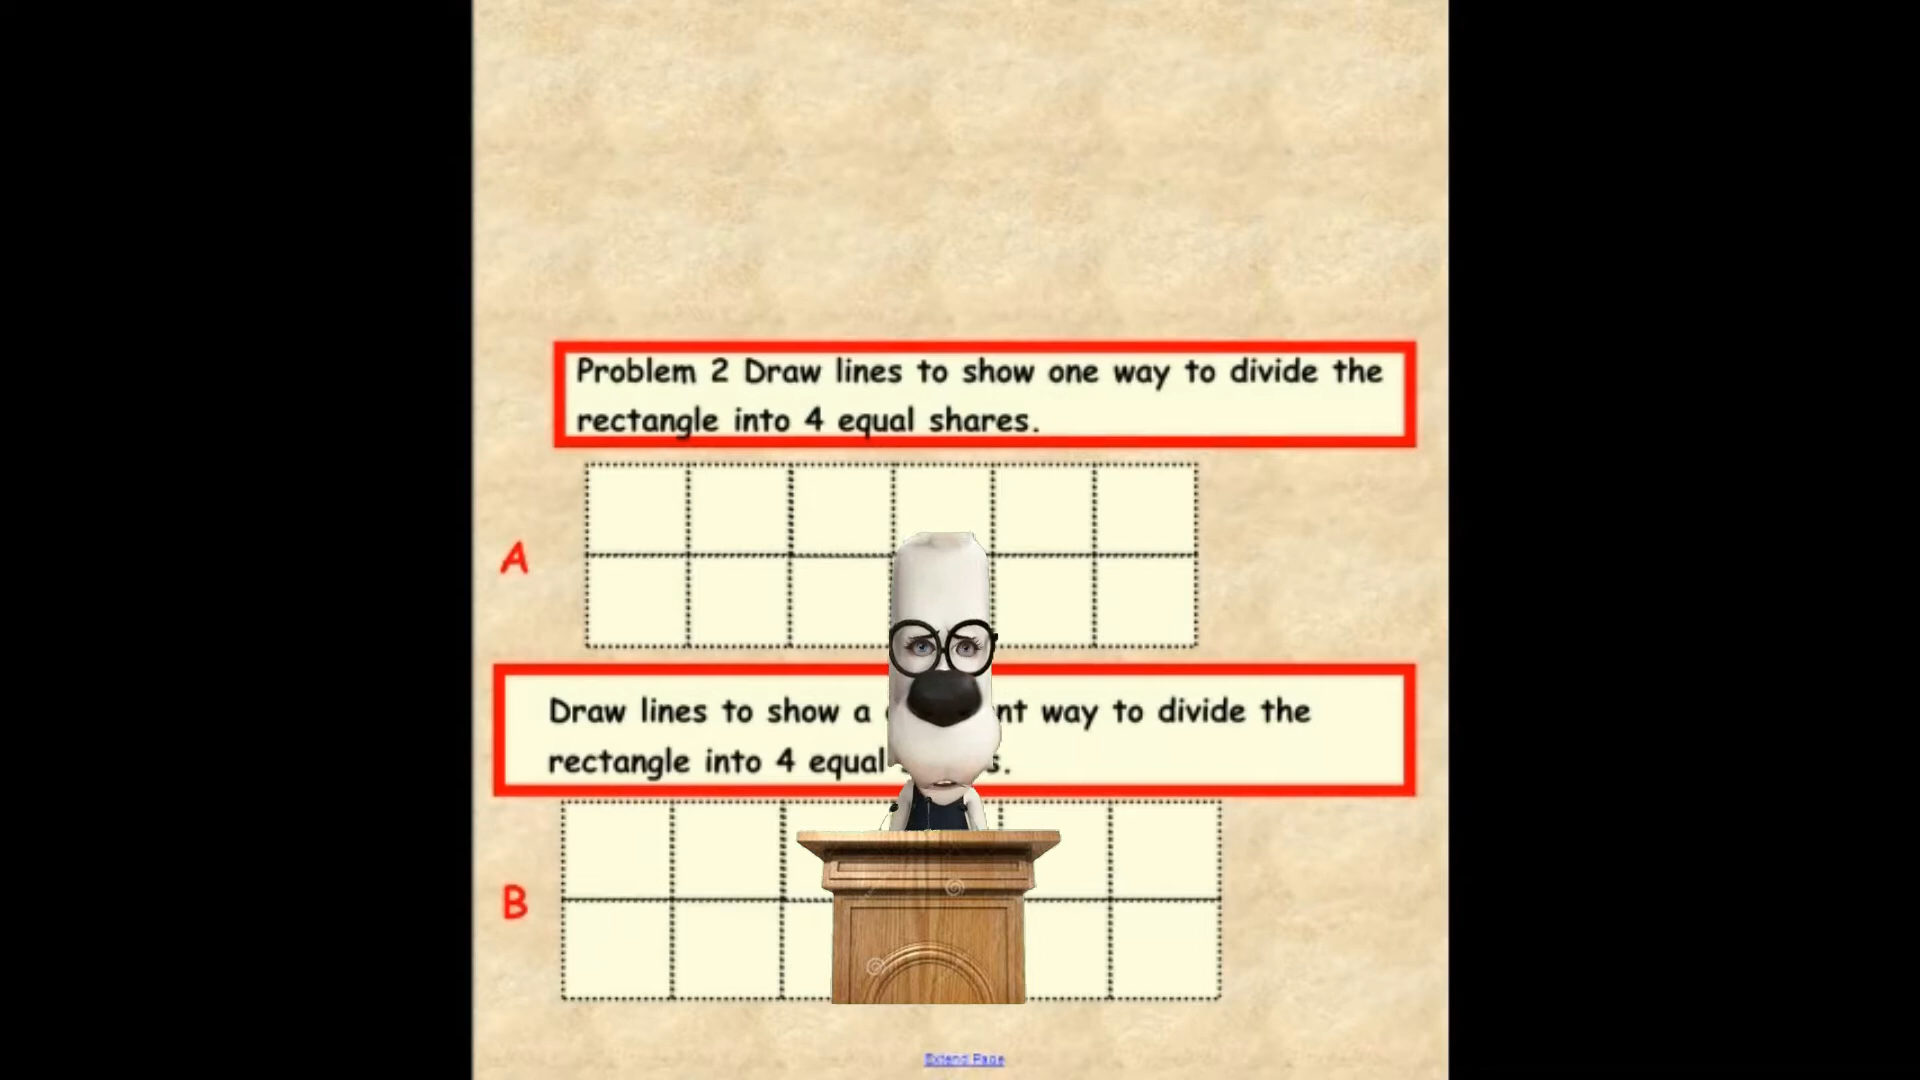 Problem 2 Draw lines to show one way to divide the
rectangle into 4 equal shares.
A
Draw lines to show a way to divide the
rectangle into 4 equal
B
Extend Page